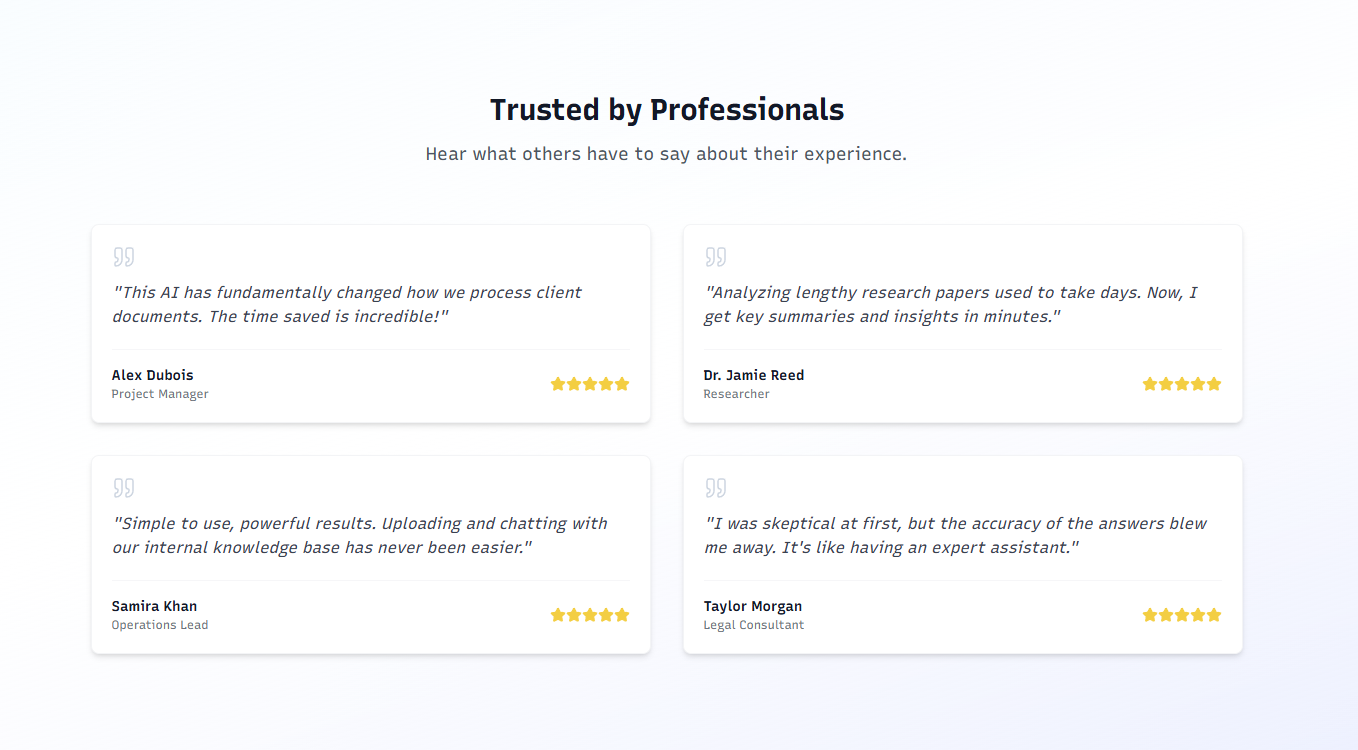 Trusted by Professionals
Hear what others have to say about their experience.
"This AI has fundamentally changed how we process client
documents. The time saved is incredible!"
Alex Dubois
Project Manager
"Analyzing lengthy research papers used to take days. Now, I
get key summaries and insights in minutes."
Dr. Jamie Reed
Researcher
"Simple to use, powerful results. Uploading and chatting with
our internal knowledge base has never been easier."
Samira Khan
Operations Lead
"I was skeptical at first, but the accuracy of the answers blew
me away. It's like having an expert assistant."
Taylor Morgan
Legal Consultant